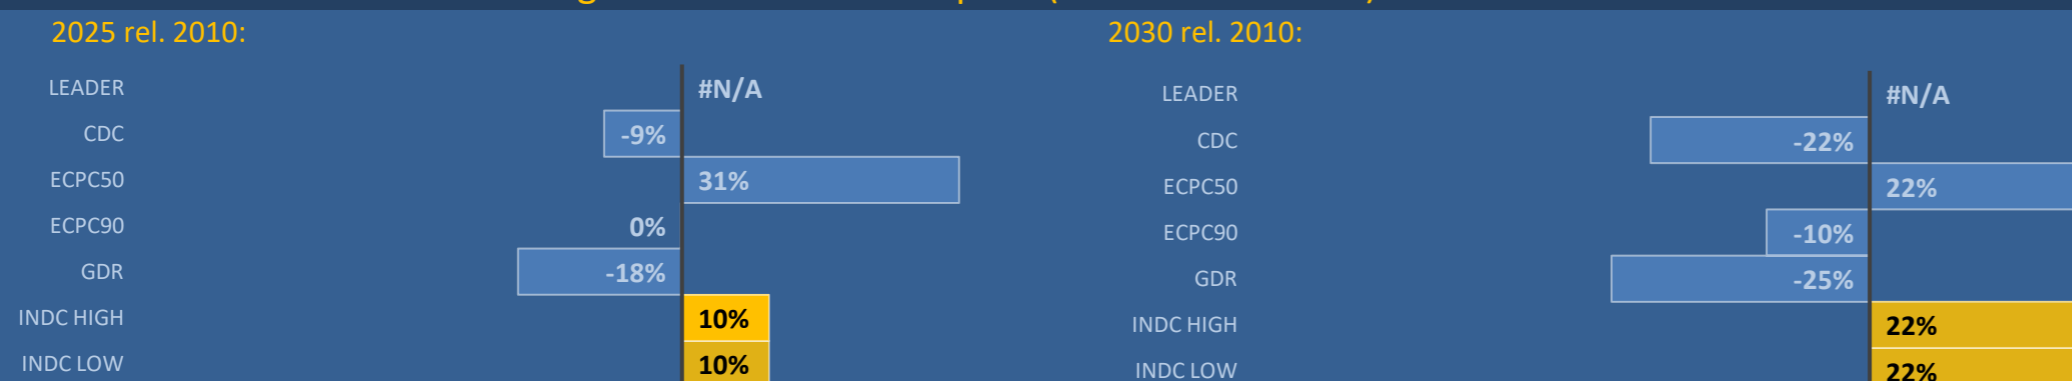 2025 rel. 2010:
LEADER #N/A
CDC -9%
ECPC50 31%
ECPC90 0%
GDR -18%
INDC HIGH 10%
INDC LOW 10%
2030 rel. 2010:
LEADER #N/A
CDC -22%
ECPC50 22%
ECPC90 -10%
GDR -25%
INDC HIGH 22%
INDC LOW 22%